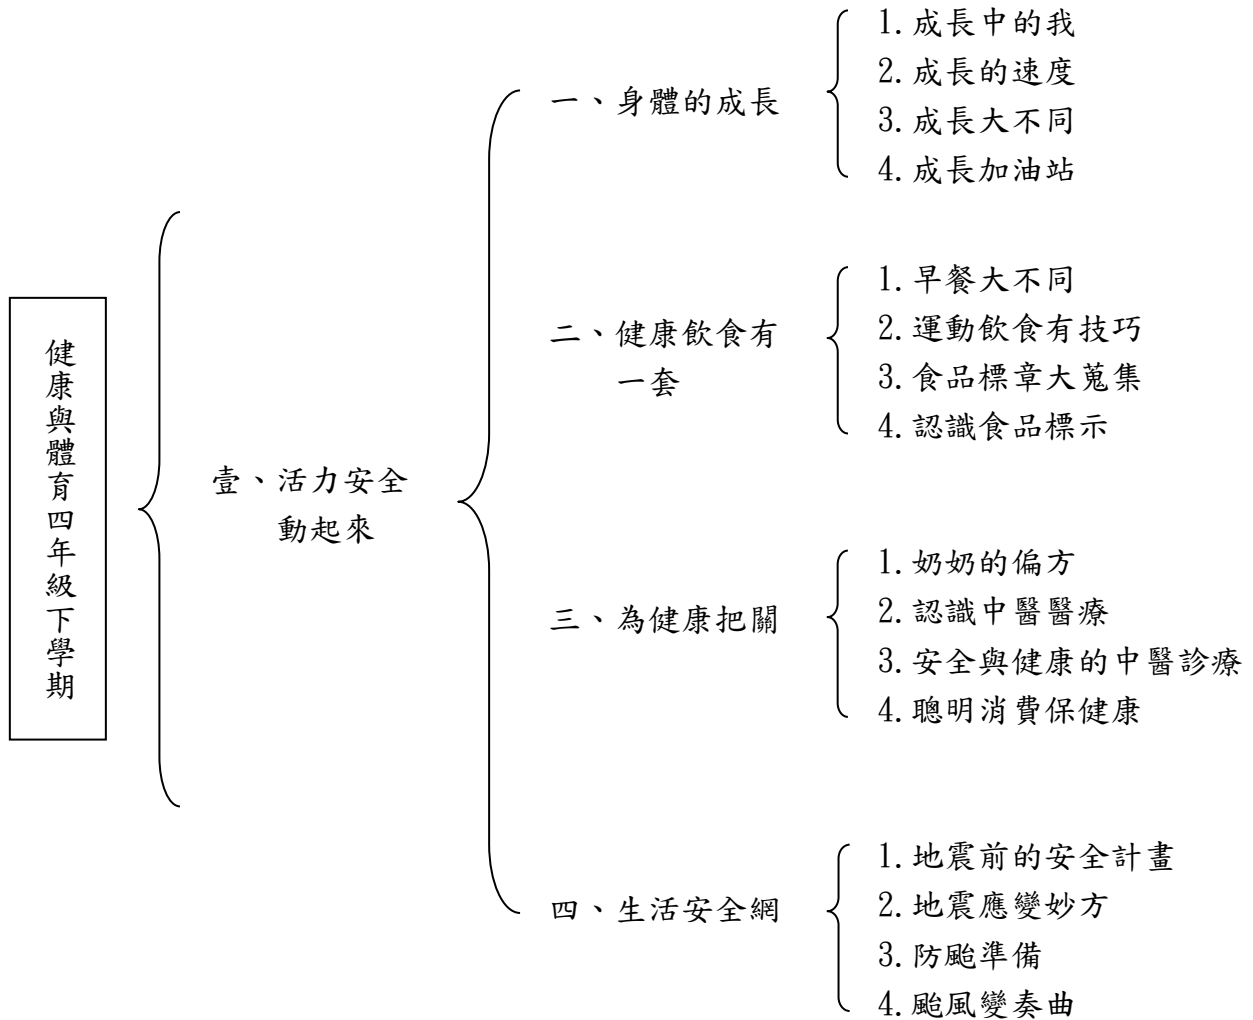 健康與體育四年級下學期
壹、活力安全
動起來
一、身體的成長
1.成長中的我
2.成長的速度
3.成長大不同
4.成長加油站
二、健康飲食有
一套
1.早餐大不同
2.運動飲食有技巧
3.食品標章大蒐集
4.認識食品標示
三、為健康把關
1.奶奶的偏方
2.認識中醫醫療
3.安全與健康的中醫診療
4.聰明消費保健康
四、生活安全網
1.地震前的安全計畫
2.地震應變妙方
3.防颱準備
4.颱風變奏曲